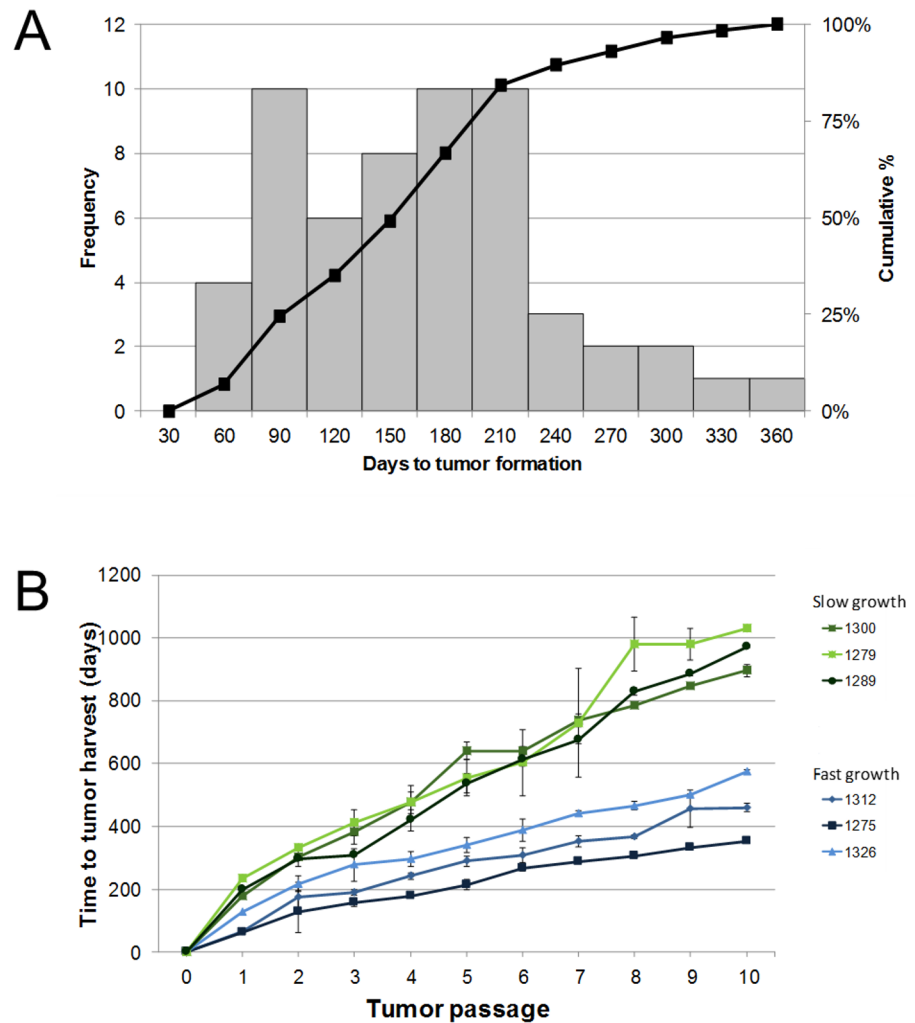 A
12
10
8
6
4
2
0
Frequency
100%
75%
50%
25%
0%
Cumulative %
30 60 90 120 150 180 210 240 270 300 330 360
Days to tumor formation
B
1200
1000
800
600
400
200
0
Time to tumor harvest (days)
0 1 2 3 4 5 6 7 8 9 10
Tumor passage
Slow growth
1300
1279
1289
Fast growth
1312
1275
1326